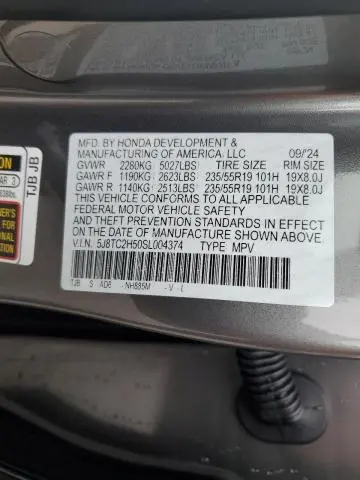 MFD. BY HONDA DEVELOPMENT &
MANUFACTURING OF AMERICA, LLC 09/24
GVWR 2280KG 5027LBS TIRE SIZE RIM SIZE
GAWR F 1190KG 2623LBS 235/55R19 101H 19X8.0J
GAWR R 1140KG 2513LBS 235/55R19 101H 19X8.0J
THIS VEHICLE CONFORMS TO ALL APPLICABLE
FEDERAL MOTOR VEHICLE SAFETY
AND THEFT PREVENTION STANDARDS IN EFFECT
ON THE DATE OF MANUFACTURE SHOWN ABOVE.
V.I.N. 5J8TC2H50SL004374 TYPE MPV
TJB S AD6 NH885M - V - L
TJB JB